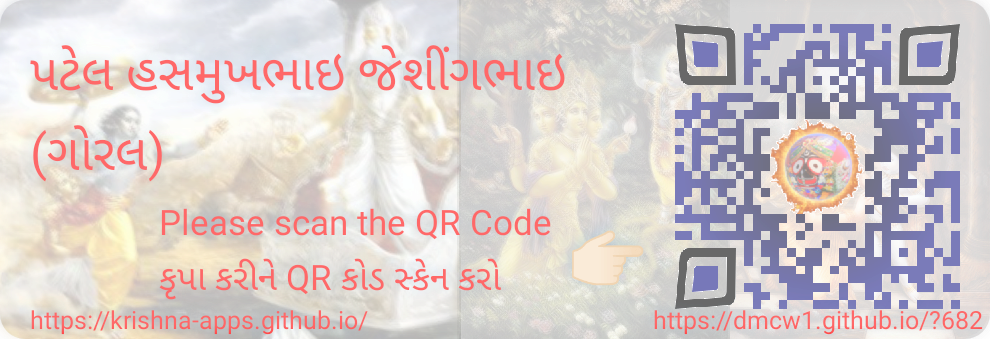 પટેલ હસમુખભાઇ જેશીંગભાઇ
(ગોરલ)
Please scan the QR Code
કૃપા કરીને QR કોડ સ્કેન કરો
https://krishna-apps.github.io/
https://dmcw1.github.io/?682